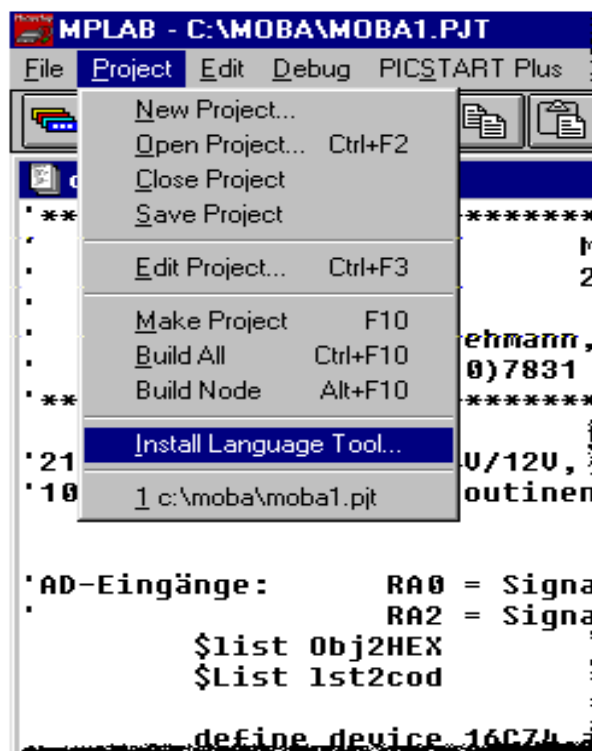 MPLAB - C:\MOBA\MOBA1.PJT
File Project Edit Debug PICSTART Plus
New Project...
Open Project... Ctrl+F2
Close Project
Save Project
Edit Project... Ctrl+F3
Make Project F10
Build All Ctrl+F10
Build Node Alt+F10
Install Language Tool...
1 c:\moba\moba1.pjt
'** *******
' M
' 2
'
' ehmann,
' 0)7831
'** *******
'21 V/12V,
'10 outinen
'AD-Eingänge: RA0 = Signa
' RA2 = Signa
$list Obj2HEX
$List lst2cod
define device 16C74